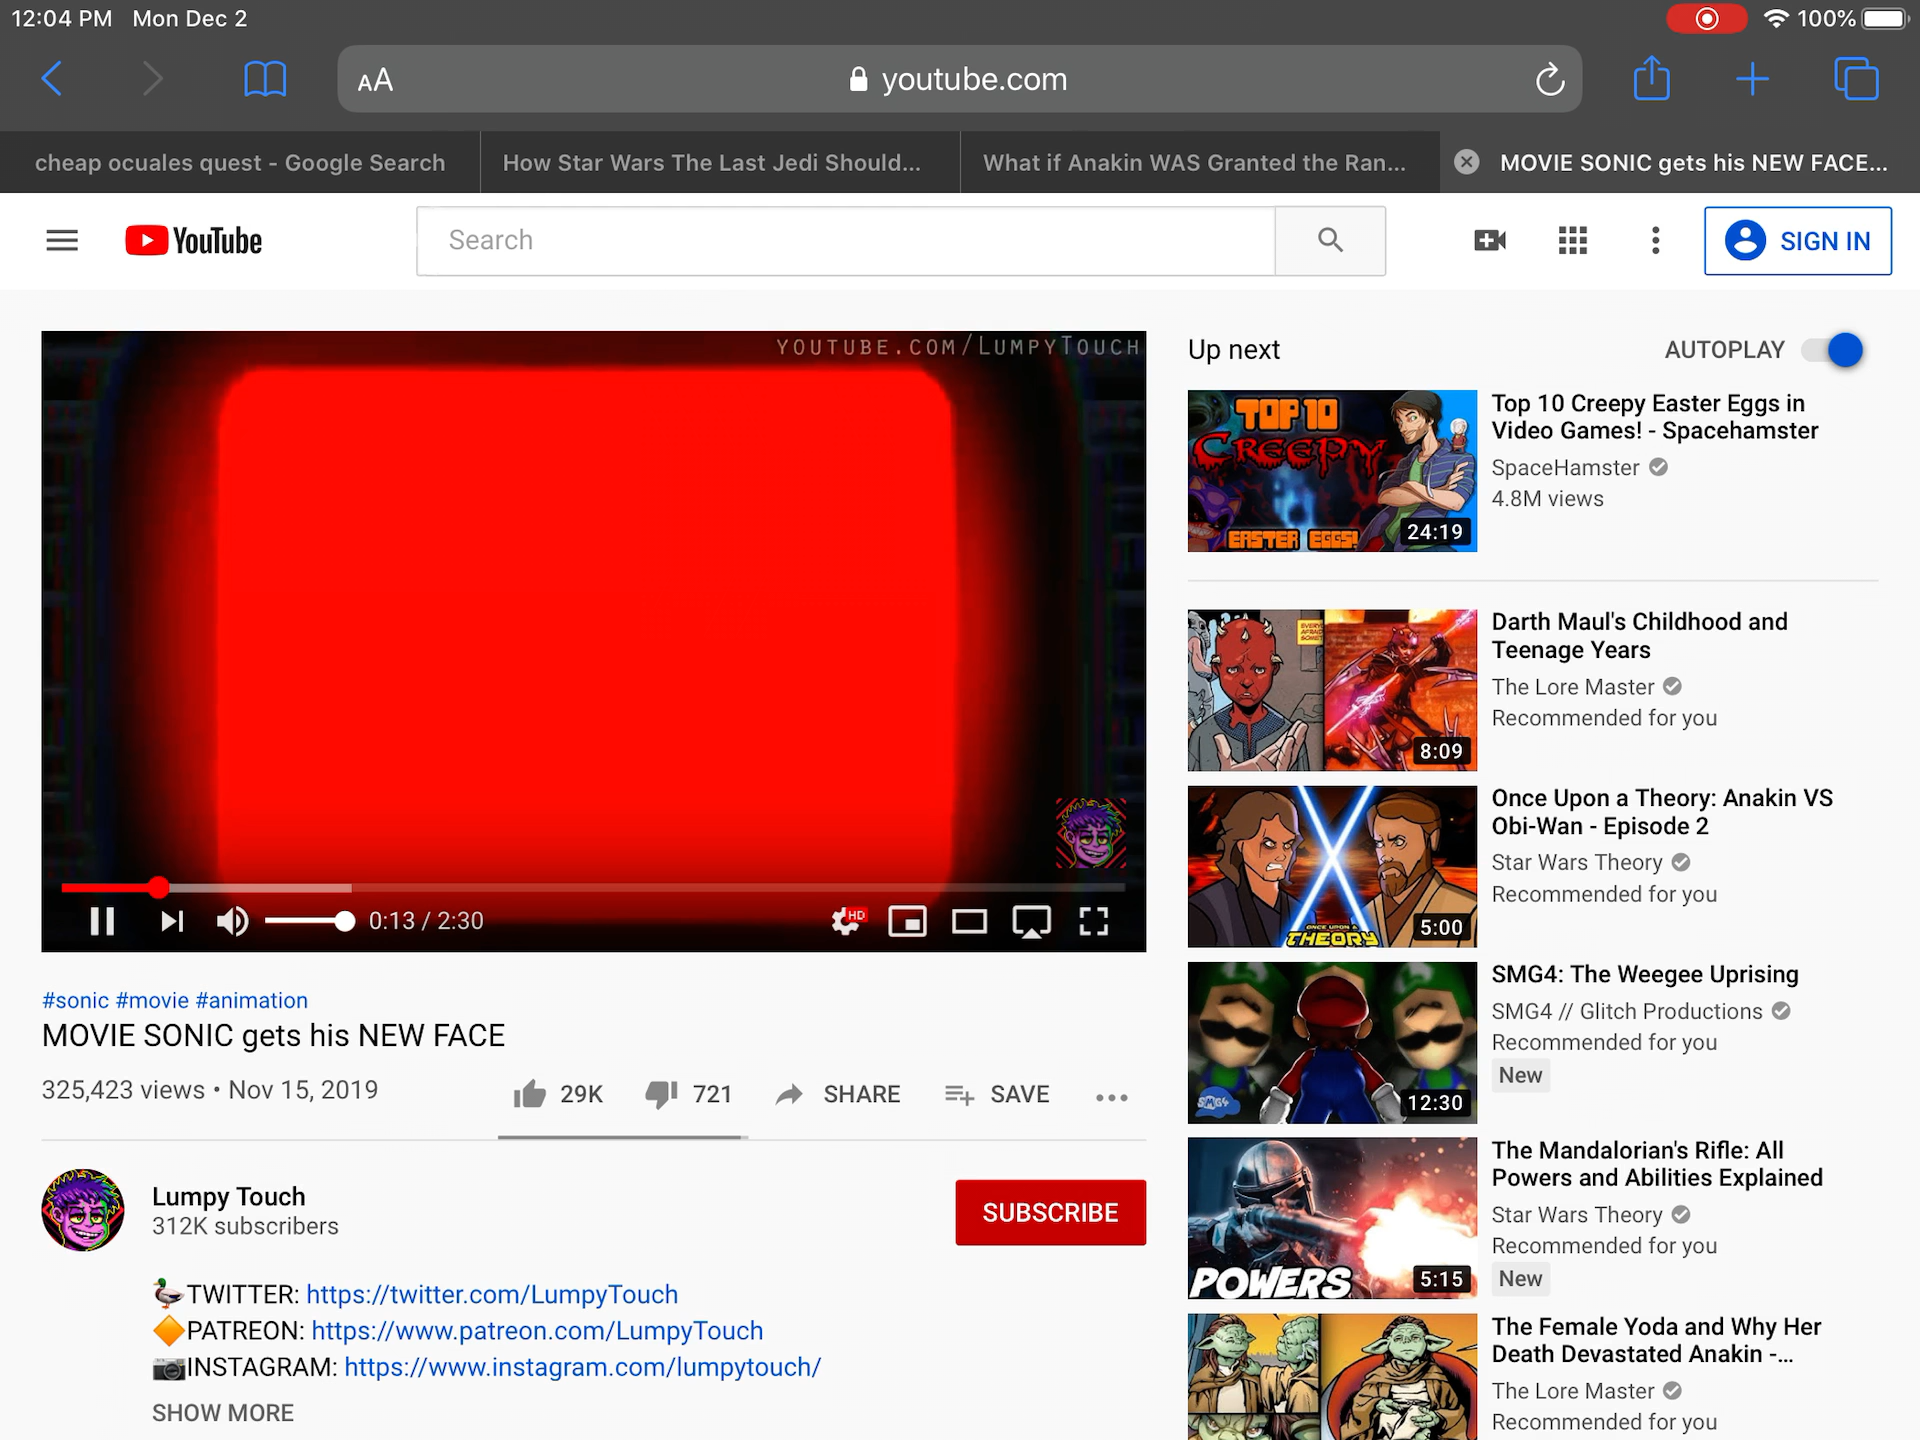 12:04 PM Mon Dec 2
100%
AA
youtube.com
cheap ocuales quest - Google Search
How Star Wars The Last Jedi Should...
What if Anakin WAS Granted the Ran...
MOVIE SONIC gets his NEW FACE...
YouTube
Search
SIGN IN
YOUTUBE.COM/LUMPYTOUCH
HD
0:13 / 2:30
#sonic #movie #animation
MOVIE SONIC gets his NEW FACE
325,423 views • Nov 15, 2019
29K
721
SHARE
SAVE
Lumpy Touch
312K subscribers
SUBSCRIBE
TWITTER: https://twitter.com/LumpyTouch
PATREON: https://www.patreon.com/LumpyTouch
INSTAGRAM: https://www.instagram.com/lumpytouch/
SHOW MORE
Up next
AUTOPLAY
TOP 10
CREEPY
EASTER EGGS!
24:19
Top 10 Creepy Easter Eggs in
Video Games! - Spacehamster
SpaceHamster
4.8M views
8:09
Darth Maul's Childhood and
Teenage Years
The Lore Master
Recommended for you
ONCE UPON A
THEORY
5:00
Once Upon a Theory: Anakin VS
Obi-Wan - Episode 2
Star Wars Theory
Recommended for you
SMG4
12:30
SMG4: The Weegee Uprising
SMG4 // Glitch Productions
Recommended for you
New
POWERS
5:15
The Mandalorian's Rifle: All
Powers and Abilities Explained
Star Wars Theory
Recommended for you
New
The Female Yoda and Why Her
Death Devastated Anakin -...
The Lore Master
Recommended for you